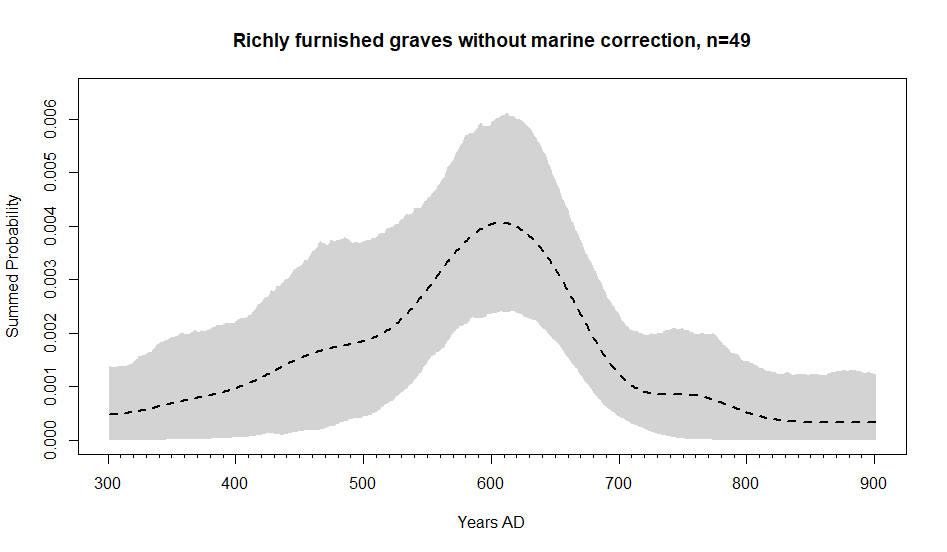 Richly furnished graves without marine correction, n=49
Summed Probability
0.006
0.005
0.004
0.003
0.002
0.001
0.000
300 400 500 600 700 800 900
Years AD